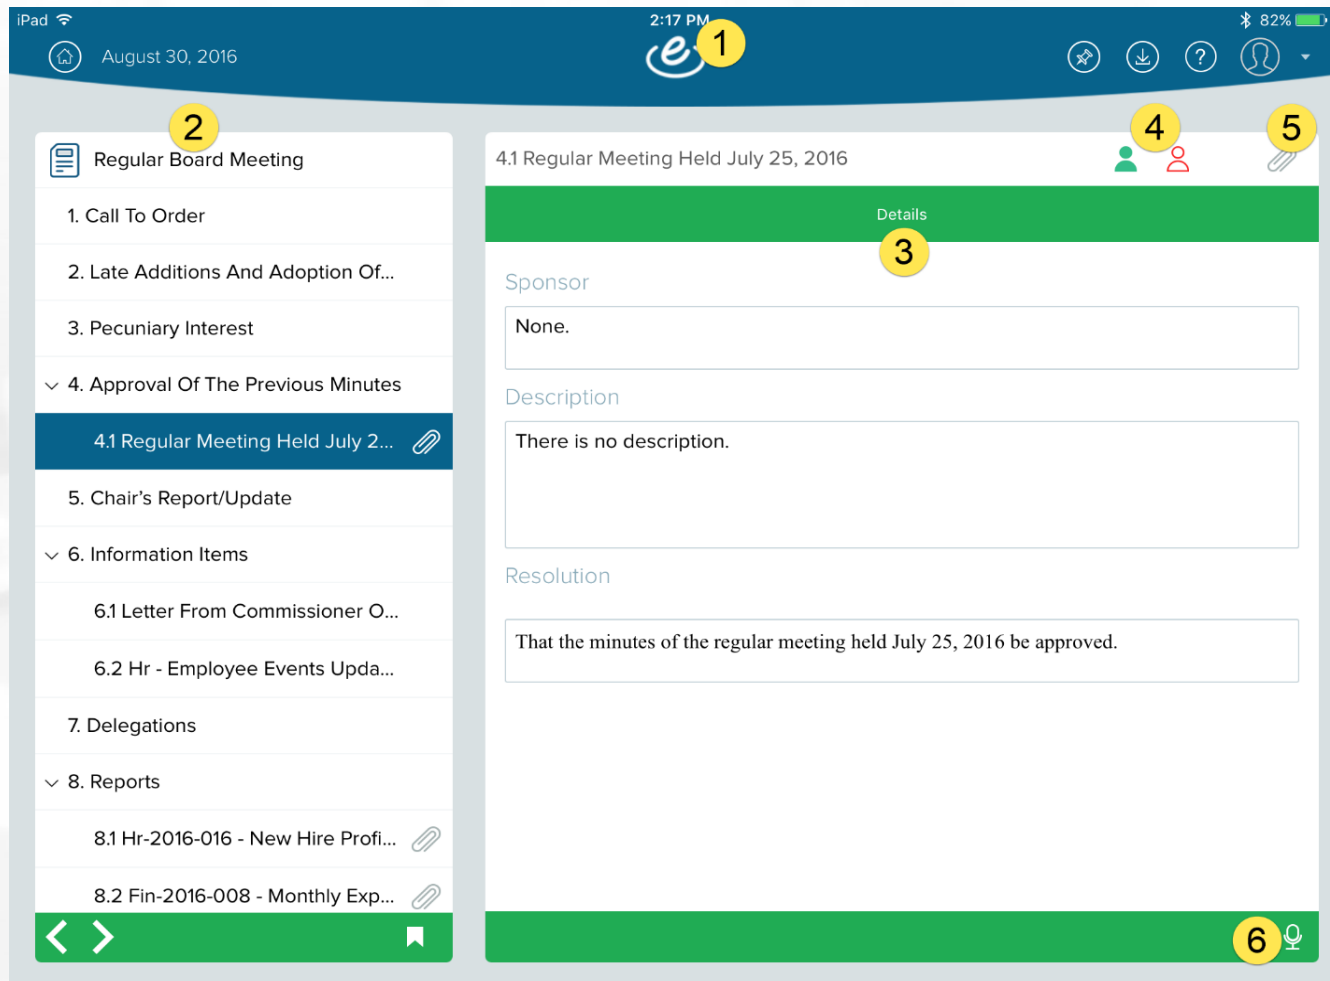 iPad 2:17 PM 82%
August 30, 2016 e 1 ?
2
Regular Board Meeting
1. Call To Order
2. Late Additions And Adoption Of...
3. Pecuniary Interest
4. Approval Of The Previous Minutes
4.1 Regular Meeting Held July 2...
5. Chair's Report/Update
6. Information Items
6.1 Letter From Commissioner O...
6.2 Hr - Employee Events Upda...
7. Delegations
8. Reports
8.1 Hr-2016-016 - New Hire Profi...
8.2 Fin-2016-008 - Monthly Exp...
4 5
4.1 Regular Meeting Held July 25, 2016
Details
3
Sponsor
None.
Description
There is no description.
Resolution
That the minutes of the regular meeting held July 25, 2016 be approved.
6